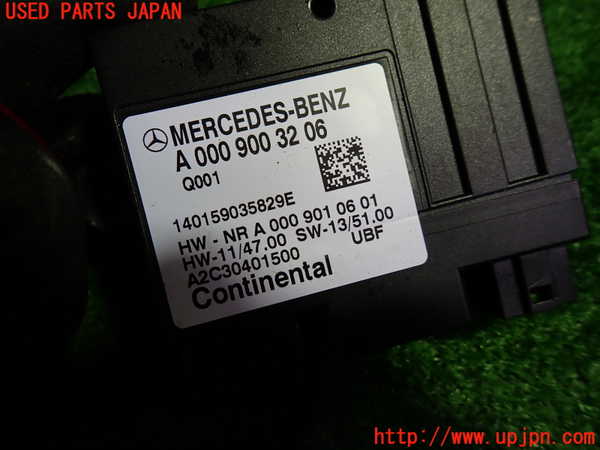 USED PARTS JAPAN
MERCEDES-BENZ
A 000 900 32 06
Q001
140159035829E
HW - NR A 000 901 06 01
HW-11/47.00 SW-13/51.00
A2C30401500 UBF
Continental
http://www.upjpn.com